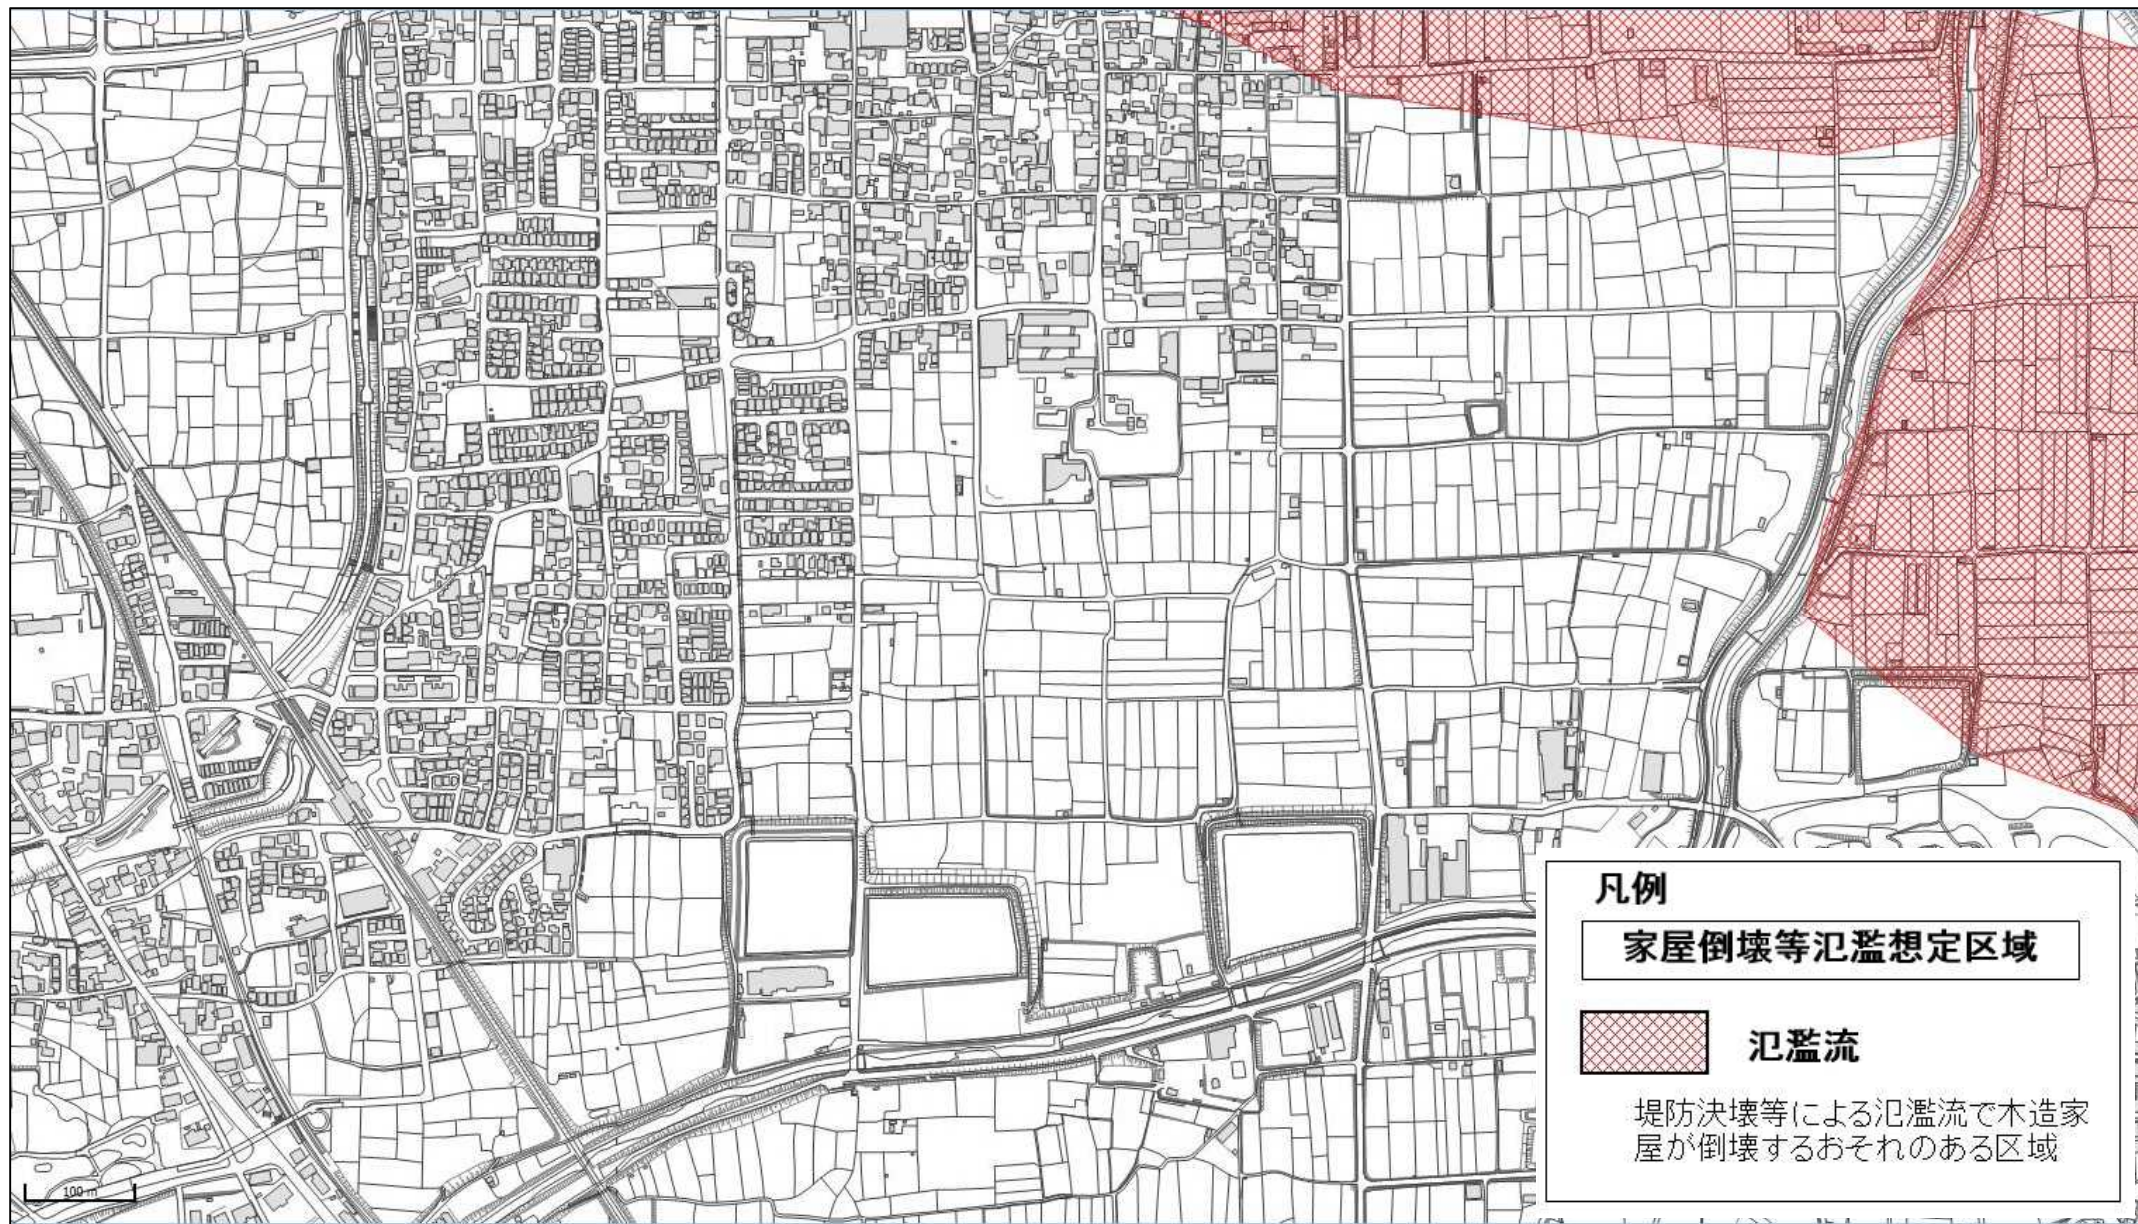 凡例
家屋倒壊等氾濫想定区域
氾濫流
堤防決壊等による氾濫流で木造家
屋が倒壊するおそれのある区域
100 m